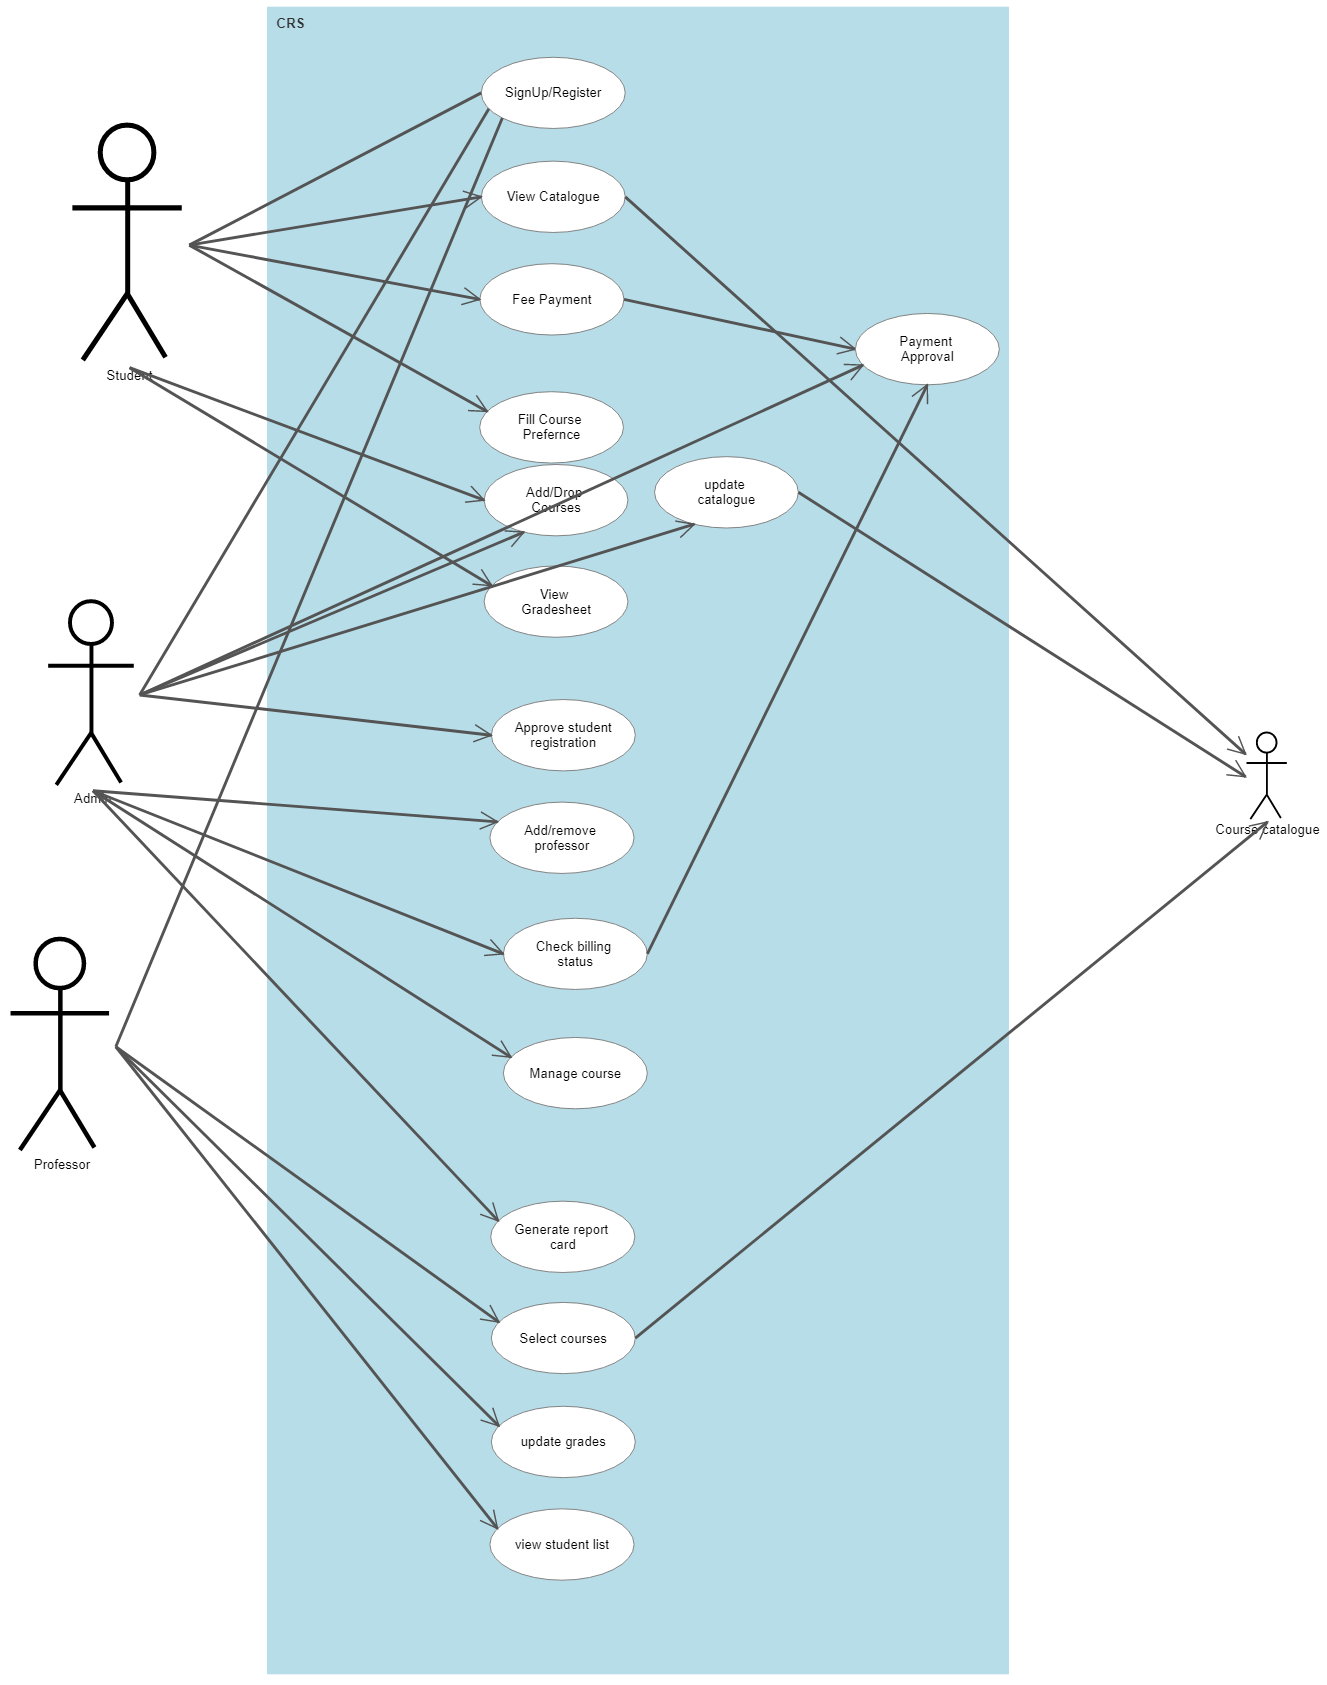 CRS
SignUp/Register
View Catalogue
Fee Payment
Payment
Approval
Student
Fill Course
Prefernce
Add/Drop
Courses
update
catalogue
View
Gradesheet
Approve student
registration
Admin
Add/remove
professor
Course catalogue
Check billing
status
Manage course
Professor
Generate report
card
Select courses
update grades
view student list